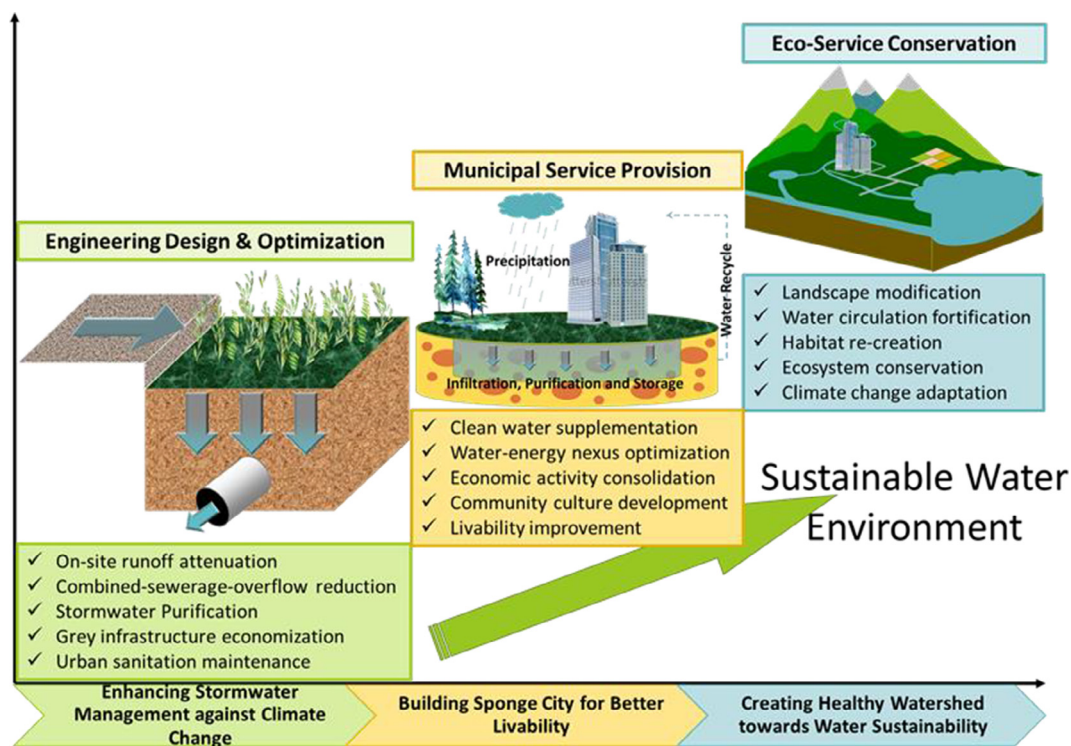 Eco-Service Conservation
Landscape modification
Water circulation fortification
Habitat re-creation
Ecosystem conservation
Climate change adaptation
Municipal Service Provision
Precipitation
Water Recycle
Infiltration, Purification and Storage
Clean water supplementation
Water-energy nexus optimization
Economic activity consolidation
Community culture development
Livability improvement
Engineering Design & Optimization
On-site runoff attenuation
Combined-sewerage-overflow reduction
Stormwater Purification
Grey infrastructure economization
Urban sanitation maintenance
Sustainable Water
Environment
Enhancing Stormwater
Management against Climate
Change
Building Sponge City for Better
Livability
Creating Healthy Watershed
towards Water Sustainability